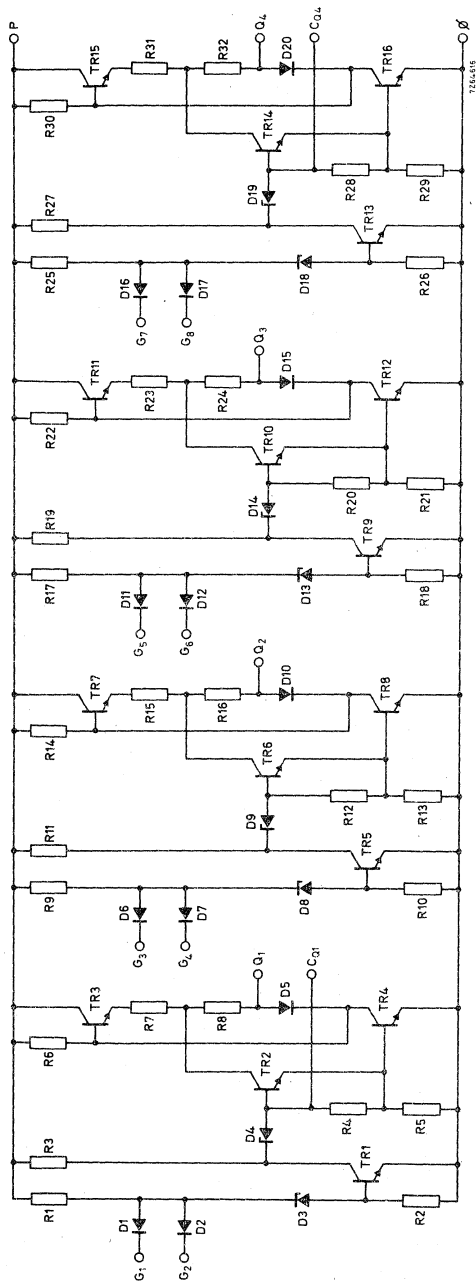 P
R1
R3
R6
TR3
R7
R8
Q₁
D5
C_Q1
TR2
D4
R4
R5
TR4
TR1
D3
R2
D1
D2
G₁
G₂
R9
R11
R14
TR7
R15
R16
Q₂
D10
TR6
D9
R12
R13
TR8
TR5
D8
R10
D6
D7
G₃
G₄
R17
R19
R22
TR11
R23
R24
Q₃
D15
TR10
D14
R20
R21
TR12
TR9
D13
R18
D11
D12
G₅
G₆
R25
R27
R30
TR15
R31
R32
Q₄
D20
C_Q4
TR14
D19
R28
R29
TR16
TR13
D18
R26
D16
D17
G₇
G₈
Ø
7Z64616